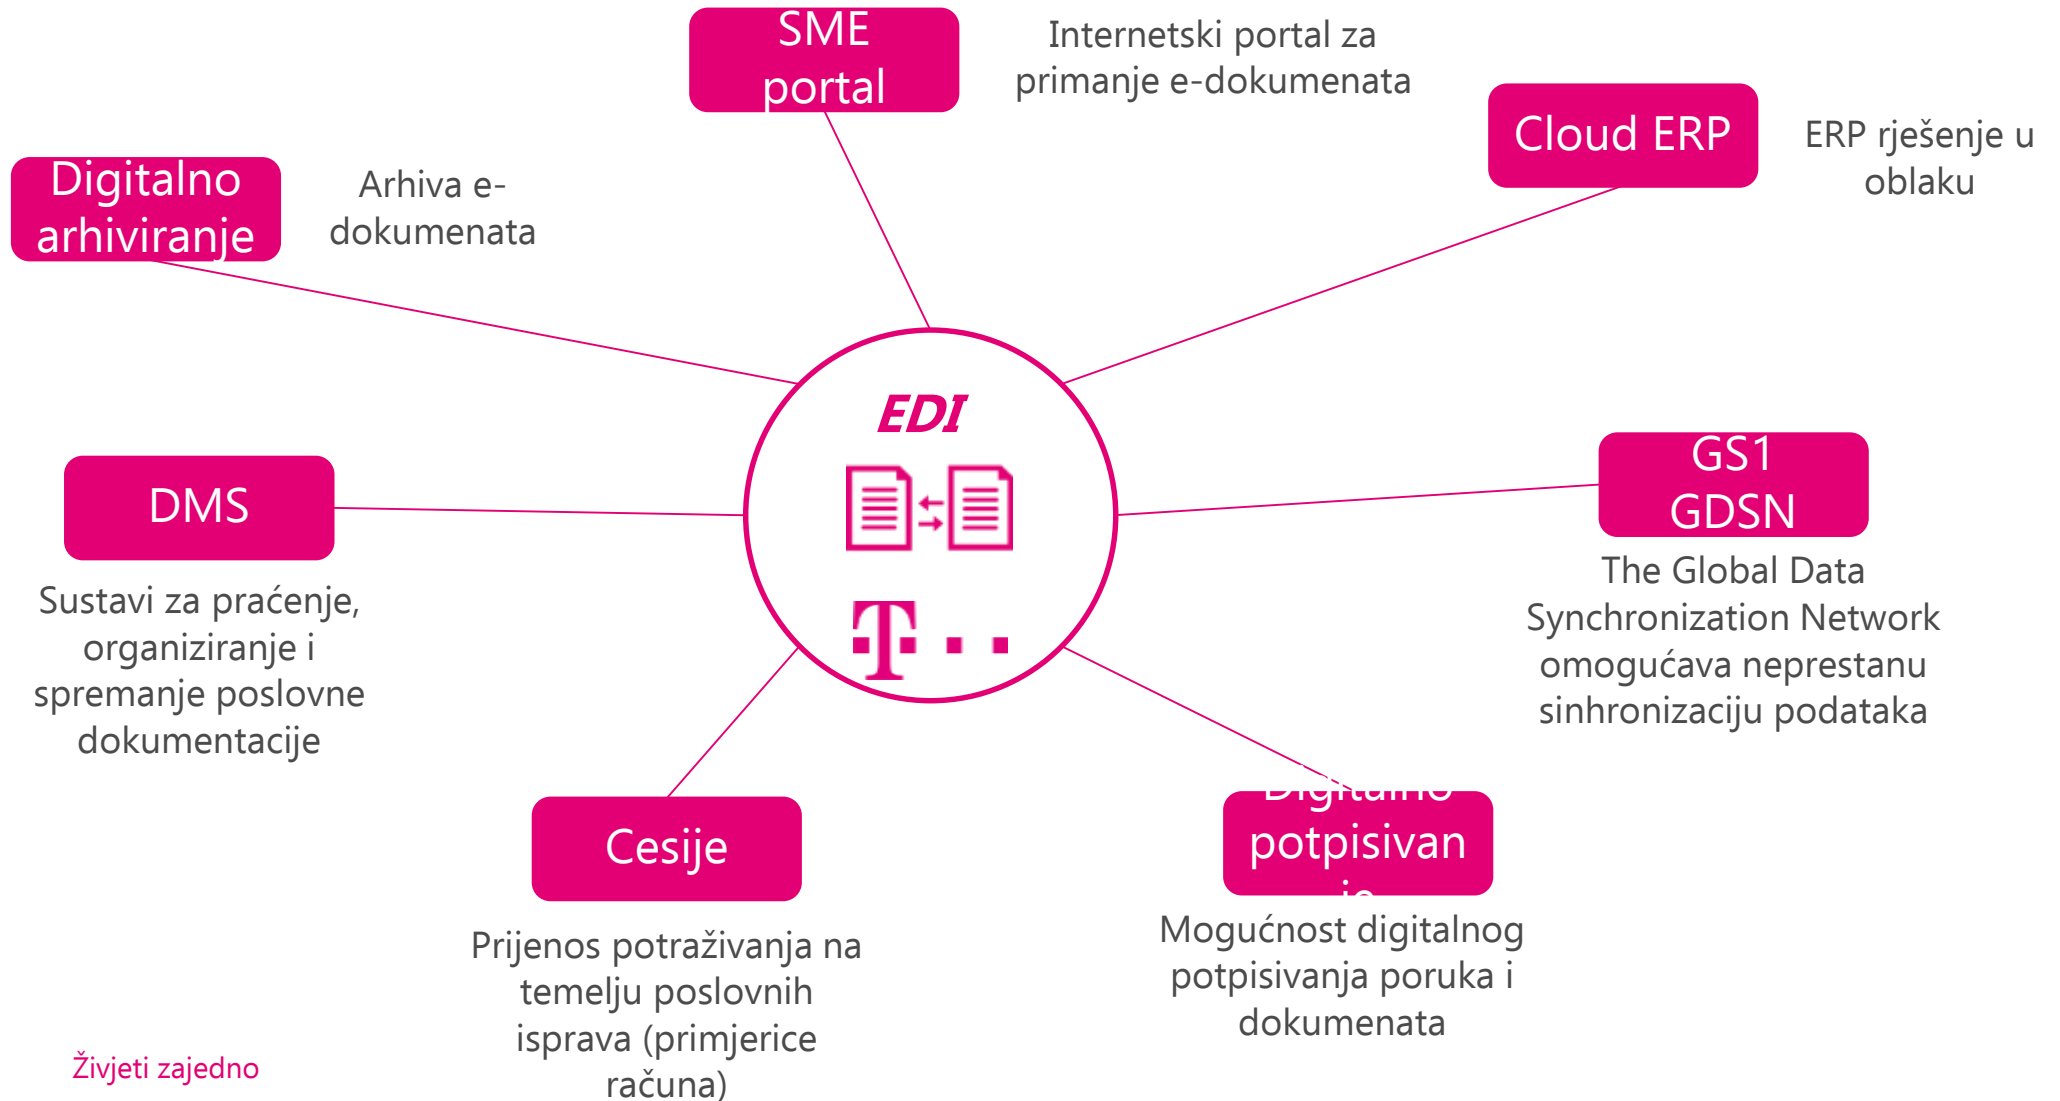 SME
portal
Internetski portal za
primanje e-dokumenata
Cloud ERP
ERP rješenje u
oblaku
Digitalno
arhiviranje
Arhiva e-
dokumenata
EDI
T
DMS
Sustavi za praćenje,
organiziranje i
spremanje poslovne
dokumentacije
GS1
GDSN
The Global Data
Synchronization Network
omogućava neprestanu
sinhronizaciju podataka
Cesije
Prijenos potraživanja na
temelju poslovnih
isprava (primjerice
računa)
Digitalno
potpisivan
je
Mogućnost digitalnog
potpisivanja poruka i
dokumenata
Živjeti zajedno